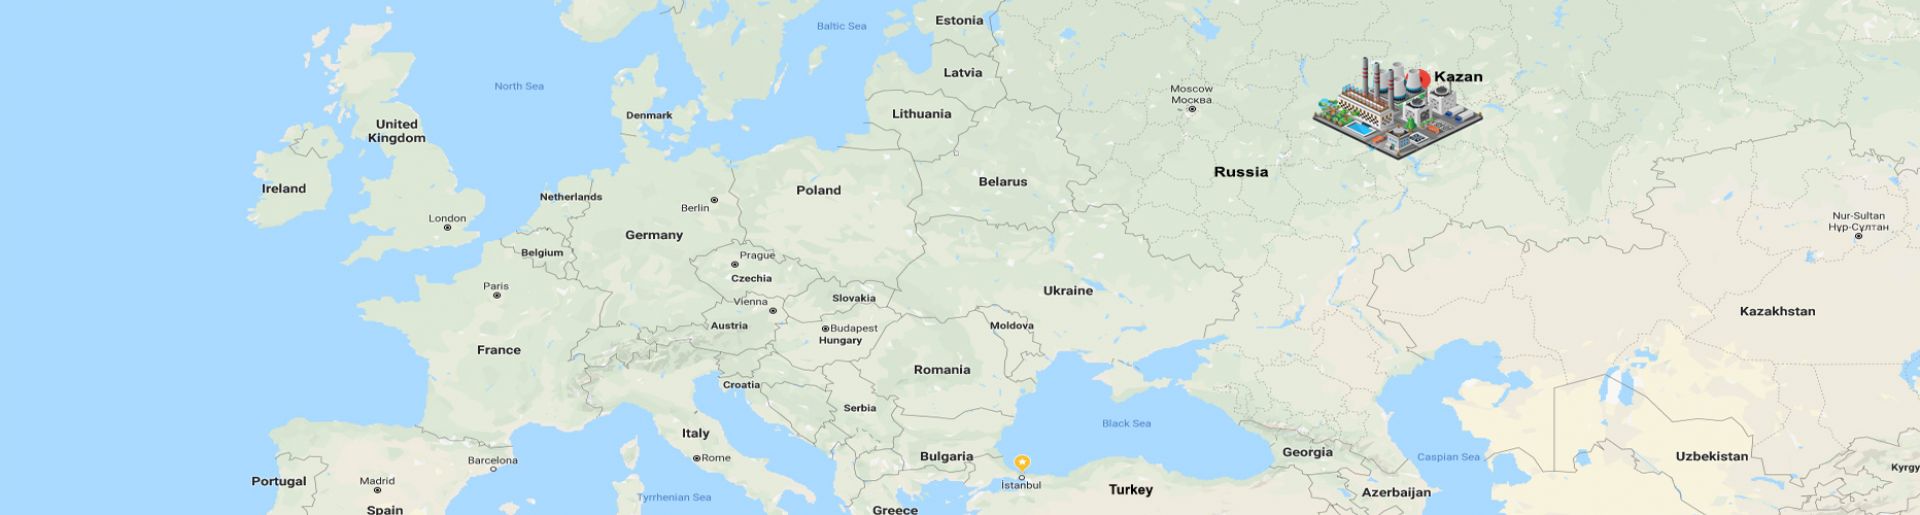 Estonia
Baltic Sea
Latvia
Kazan
North Sea
Moscow
Москва
Denmark
Lithuania
United
Kingdom
Russia
Belarus
Ireland
Poland
Netherlands
Berlin
London
Nur-Sultan
Нұр-Сұлтан
Germany
Belgium
Prague
Czechia
Paris
Ukraine
Slovakia
Vienna
Kazakhstan
Austria
Moldova
Budapest
Hungary
France
Romania
Croatia
Serbia
Black Sea
Italy
Georgia
Bulgaria
Caspian Sea
Uzbekistan
Rome
Barcelona
Kyrgy
Portugal
Madrid
İstanbul
Turkey
Azerbaijan
Tyrrhenian Sea
Spain
Greece